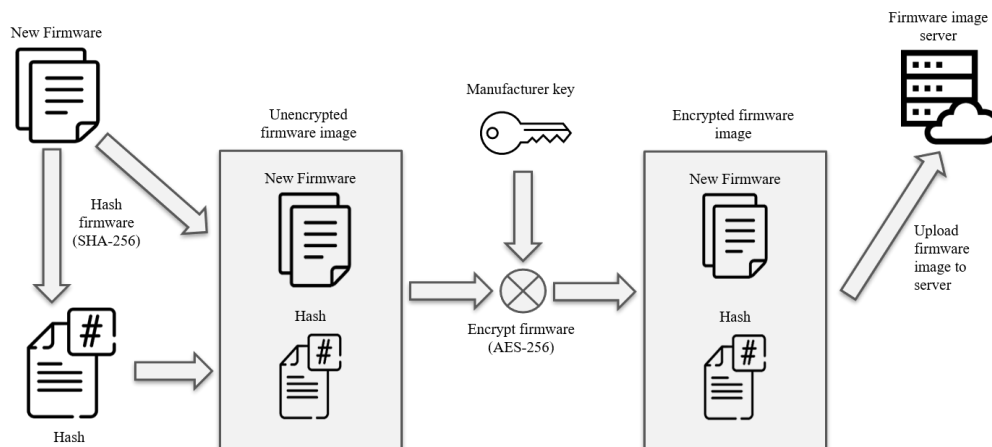 New Firmware
Hash
firmware
(SHA-256)
Hash
Unencrypted
firmware image
New Firmware
Hash
Manufacturer key
Encrypt firmware
(AES-256)
Encrypted firmware
image
New Firmware
Hash
Firmware image
server
Upload
firmware
image to
server